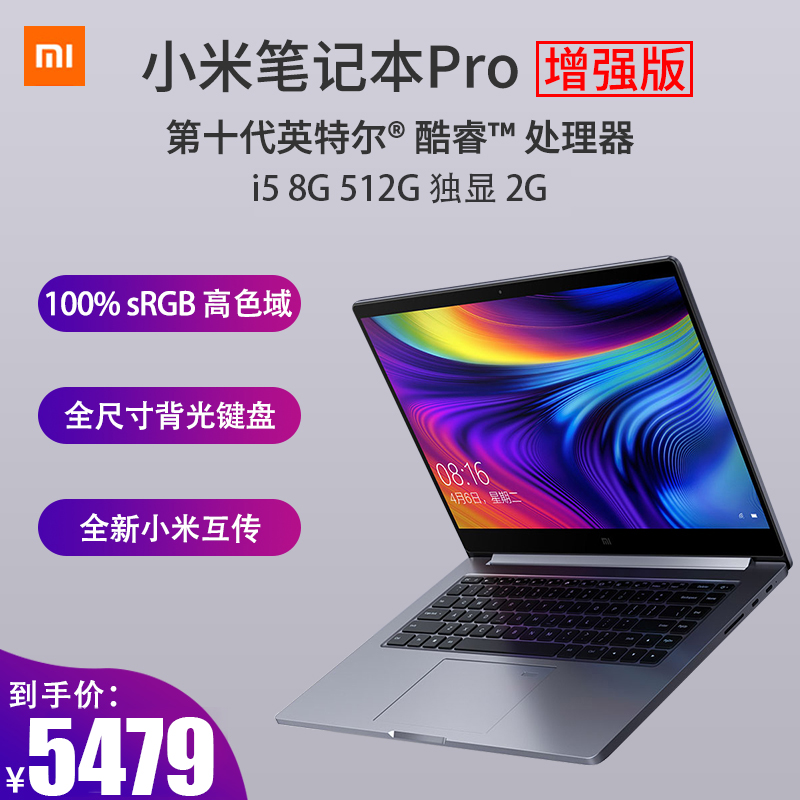 mi
小米笔记本Pro 增强版
第十代英特尔® 酷睿™ 处理器
i5 8G 512G 独显 2G
100% sRGB 高色域
全尺寸背光键盘
全新小米互传
08:16
4月6日，星期二
mi
到手价：
¥5479